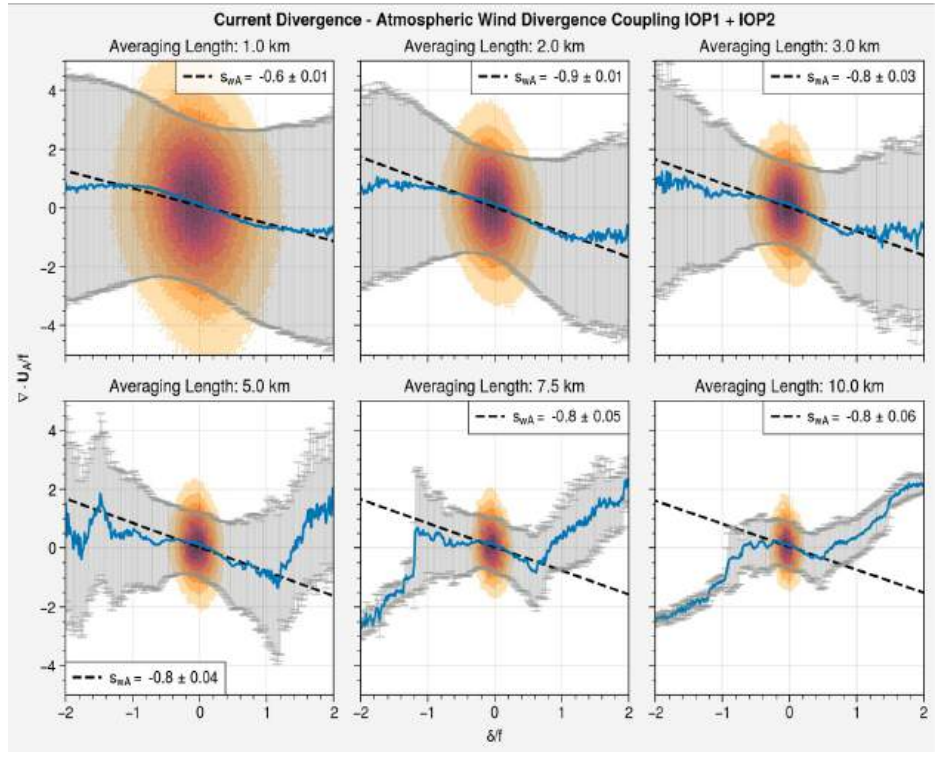 Current Divergence - Atmospheric Wind Divergence Coupling IOP1 + IOP2
Averaging Length: 1.0 km
Averaging Length: 2.0 km
Averaging Length: 3.0 km
s_wA = -0.6 ± 0.01
s_wA = -0.9 ± 0.01
s_wA = -0.8 ± 0.03
4
2
0
−2
−4
Averaging Length: 5.0 km
Averaging Length: 7.5 km
Averaging Length: 10.0 km
s_wA = -0.8 ± 0.05
s_wA = -0.8 ± 0.06
4
2
0
−2
−4
s_wA = -0.8 ± 0.04
∇ · U_A/f
−2 −1 0 1 2
−2 −1 0 1 2
−2 −1 0 1 2
δ/f